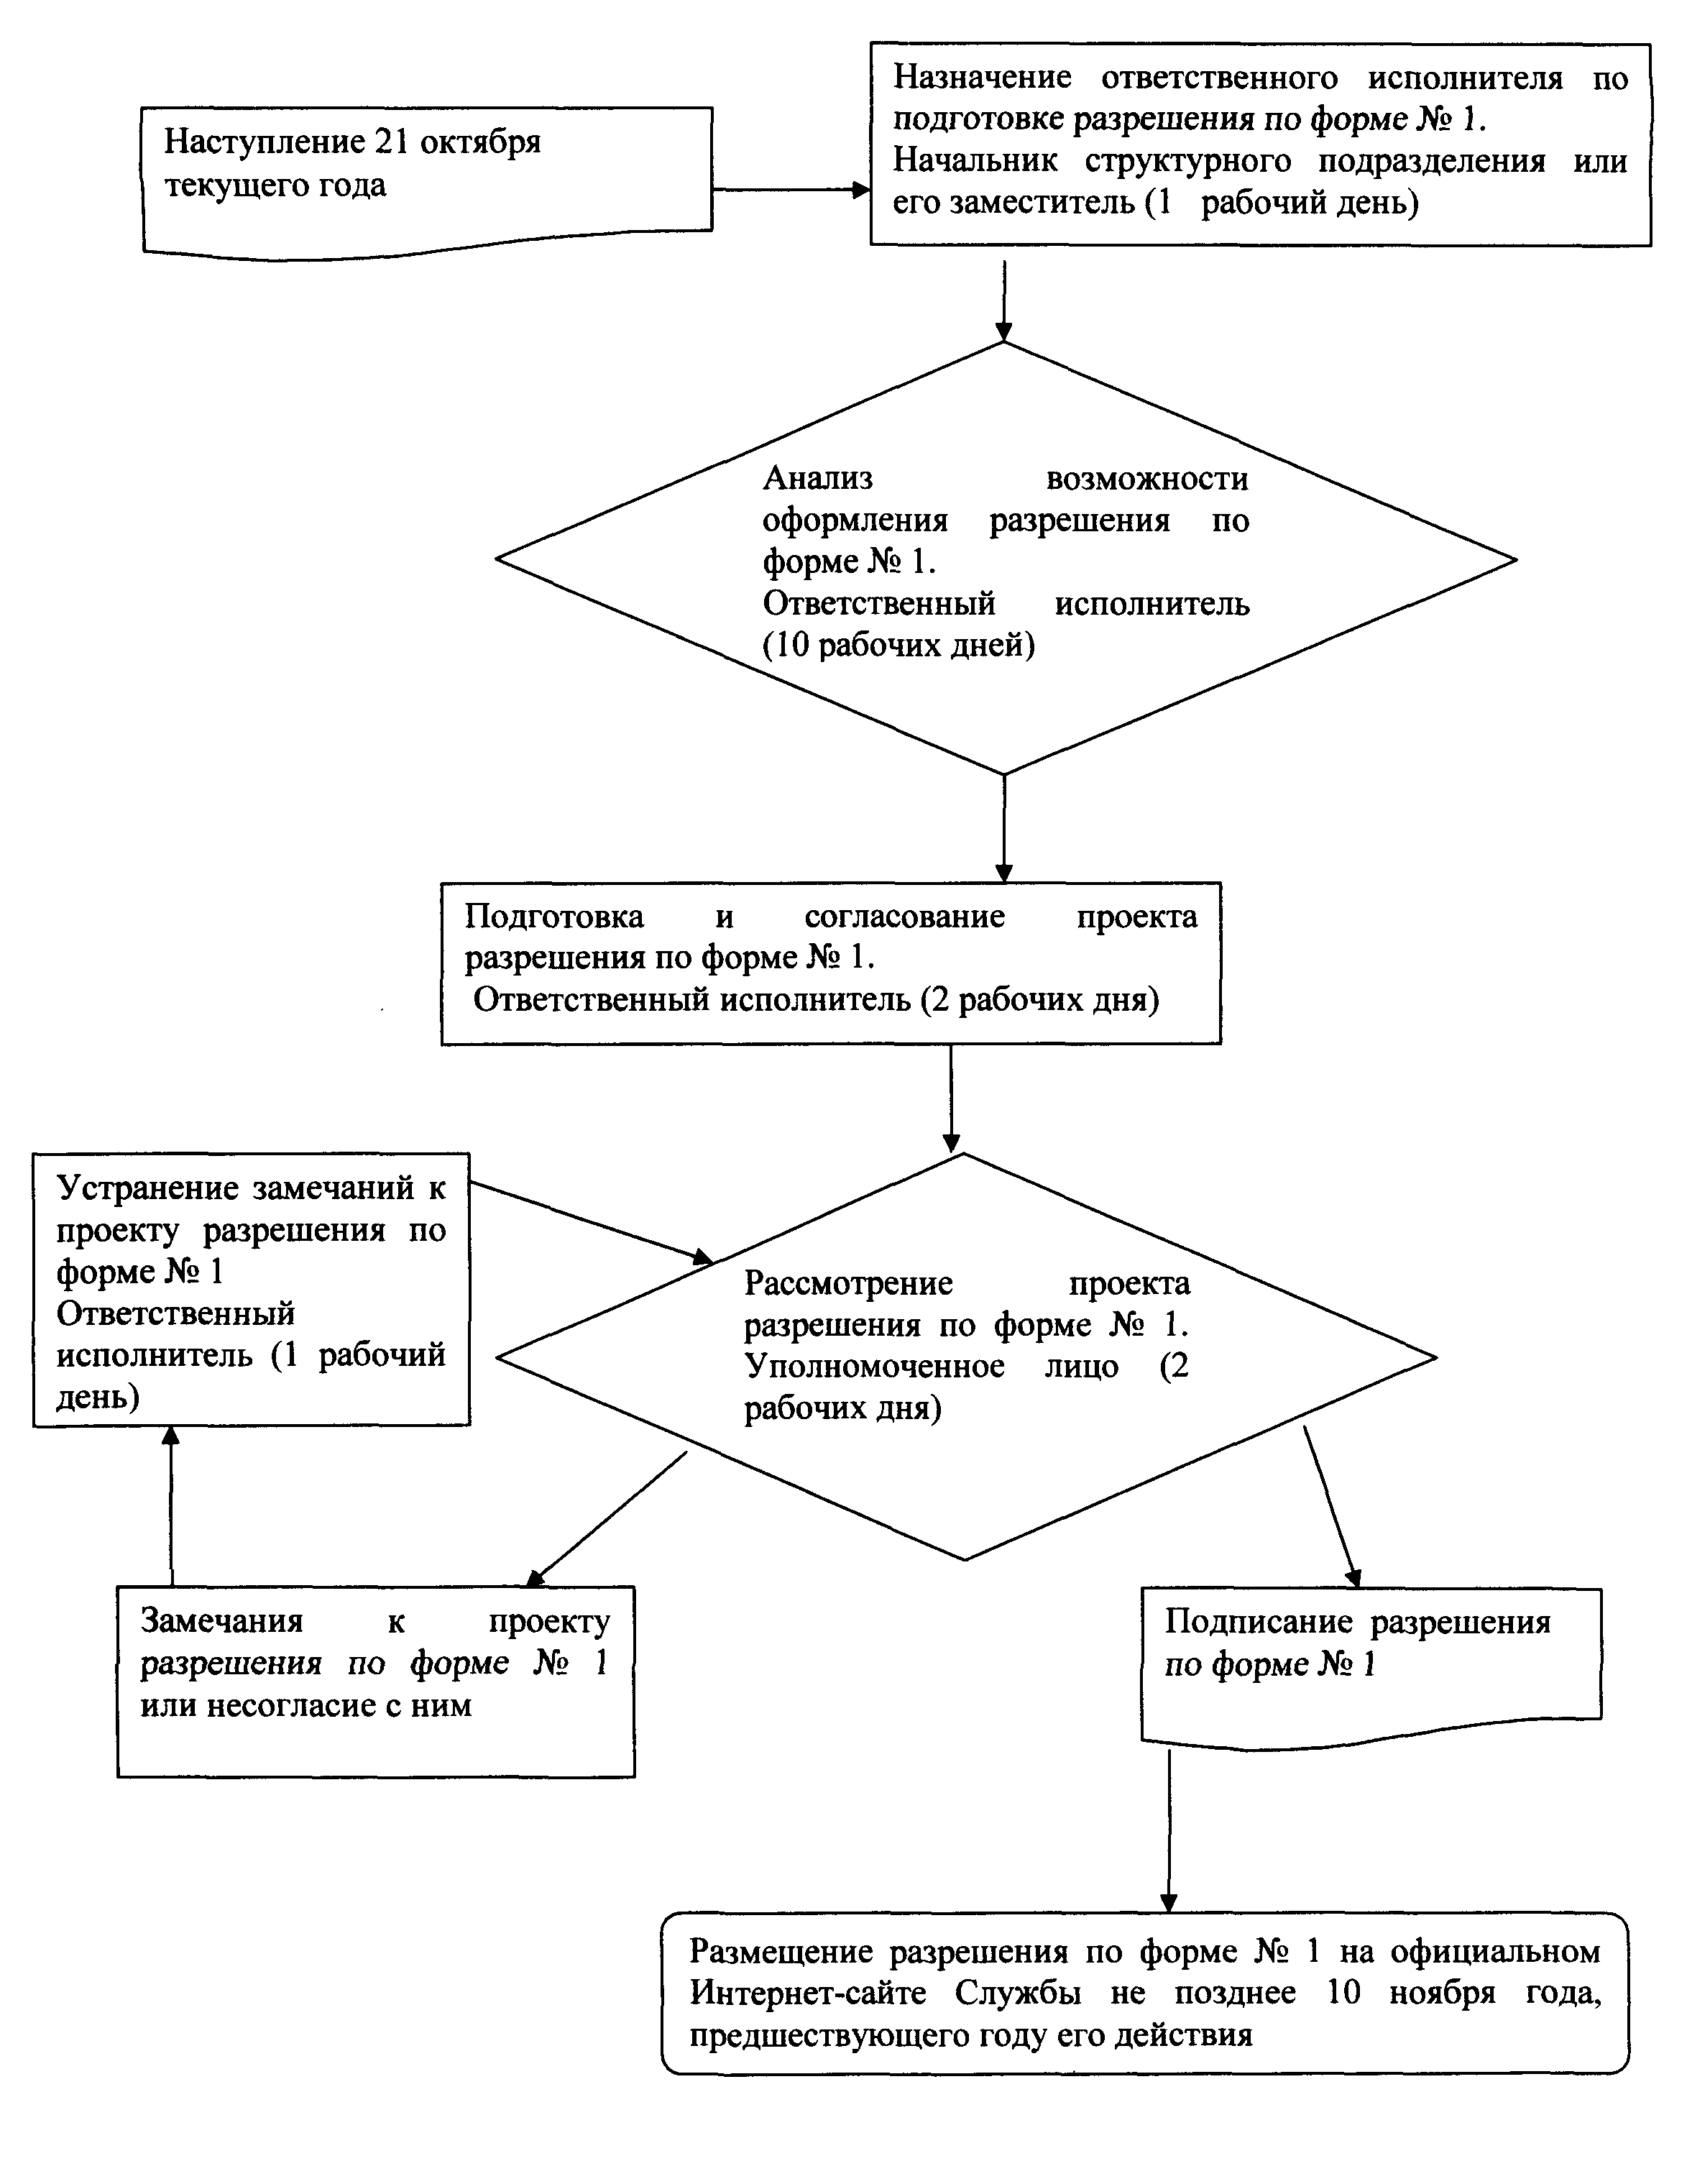 Наступление 21 октября
текущего года
Назначение ответственного исполнителя по
подготовке разрешения по форме № 1.
Начальник структурного подразделения или
его заместитель (1 рабочий день)
Анализ возможности
оформления разрешения по
форме № 1.
Ответственный исполнитель
(10 рабочих дней)
Подготовка и согласование проекта
разрешения по форме № 1.
Ответственный исполнитель (2 рабочих дня)
Устранение замечаний к
проекту разрешения по
форме № 1
Ответственный
исполнитель (1 рабочий
день)
Рассмотрение проекта
разрешения по форме № 1.
Уполномоченное лицо (2
рабочих дня)
Замечания к проекту
разрешения по форме № 1
или несогласие с ним
Подписание разрешения
по форме № 1
Размещение разрешения по форме № 1 на официальном
Интернет-сайте Службы не позднее 10 ноября года,
предшествующего году его действия